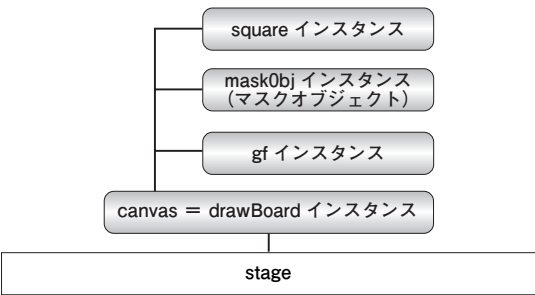 square インスタンス
mask0bj インスタンス
(マスクオブジェクト)
gf インスタンス
canvas = drawBoard インスタンス
stage